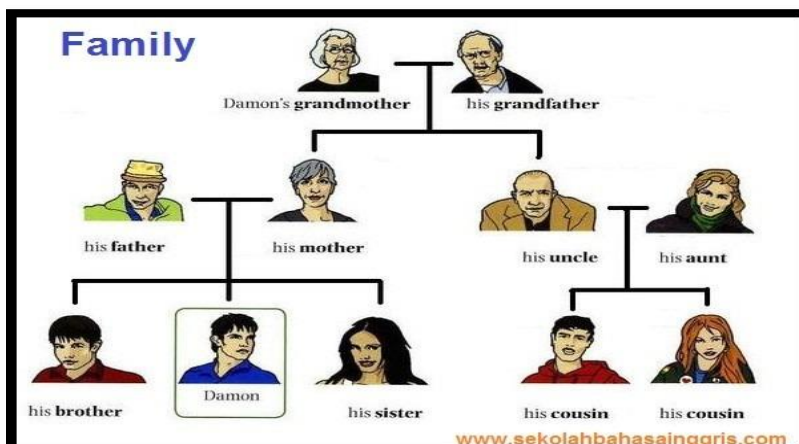 Family
Damon's grandmother
his grandfather
his father
his mother
his uncle
his aunt
his brother
Damon
his sister
his cousin
his cousin
www.sekolahbahasainggris.com